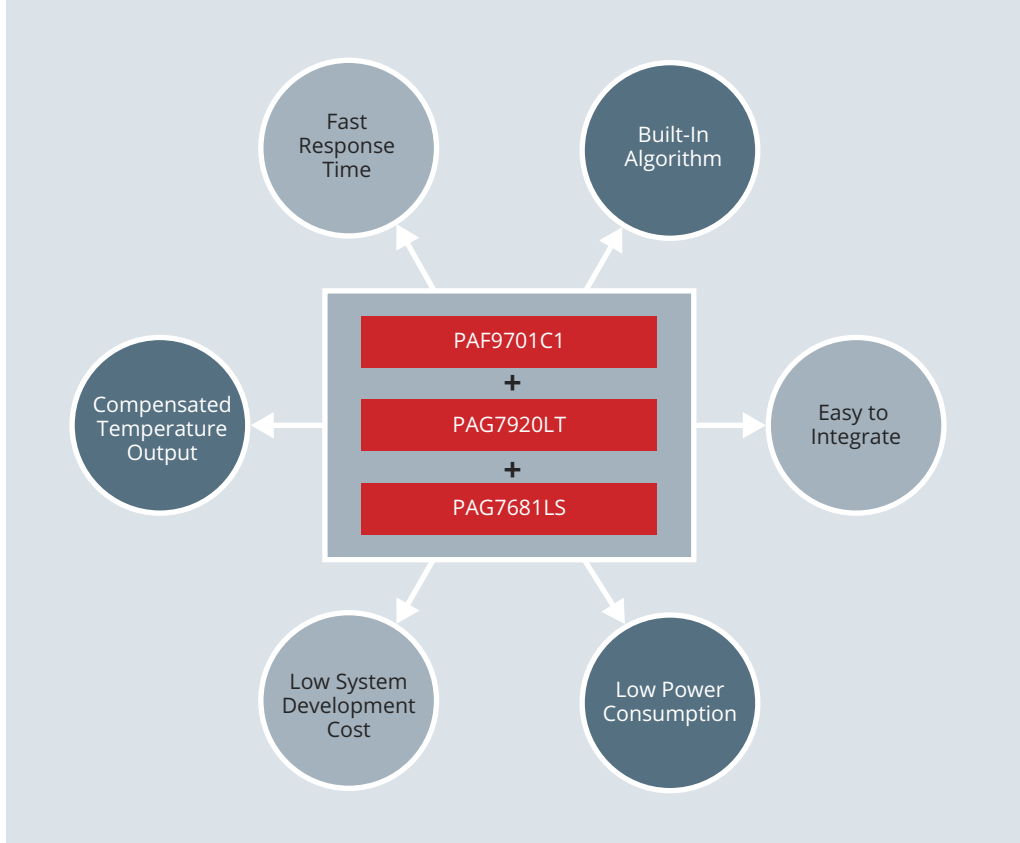 Fast
Response
Time
Built-In
Algorithm
PAF9701C1
+
PAG7920LT
+
PAG7681LS
Compensated
Temperature
Output
Easy to
Integrate
Low System
Development
Cost
Low Power
Consumption